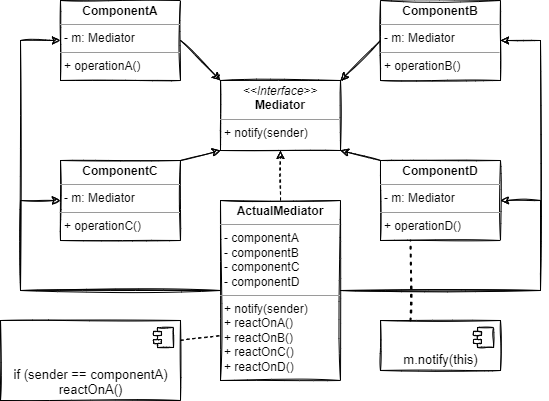 ComponentA
- m: Mediator
+ operationA()
ComponentB
- m: Mediator
+ operationB()
<<Interface>>
Mediator
+ notify(sender)
ComponentC
- m: Mediator
+ operationC()
ComponentD
- m: Mediator
+ operationD()
ActualMediator
- componentA
- componentB
- componentC
- componentD
+ notify(sender)
+ reactOnA()
+ reactOnB()
+ reactOnC()
+ reactOnD()
if (sender == componentA)
reactOnA()
m.notify(this)